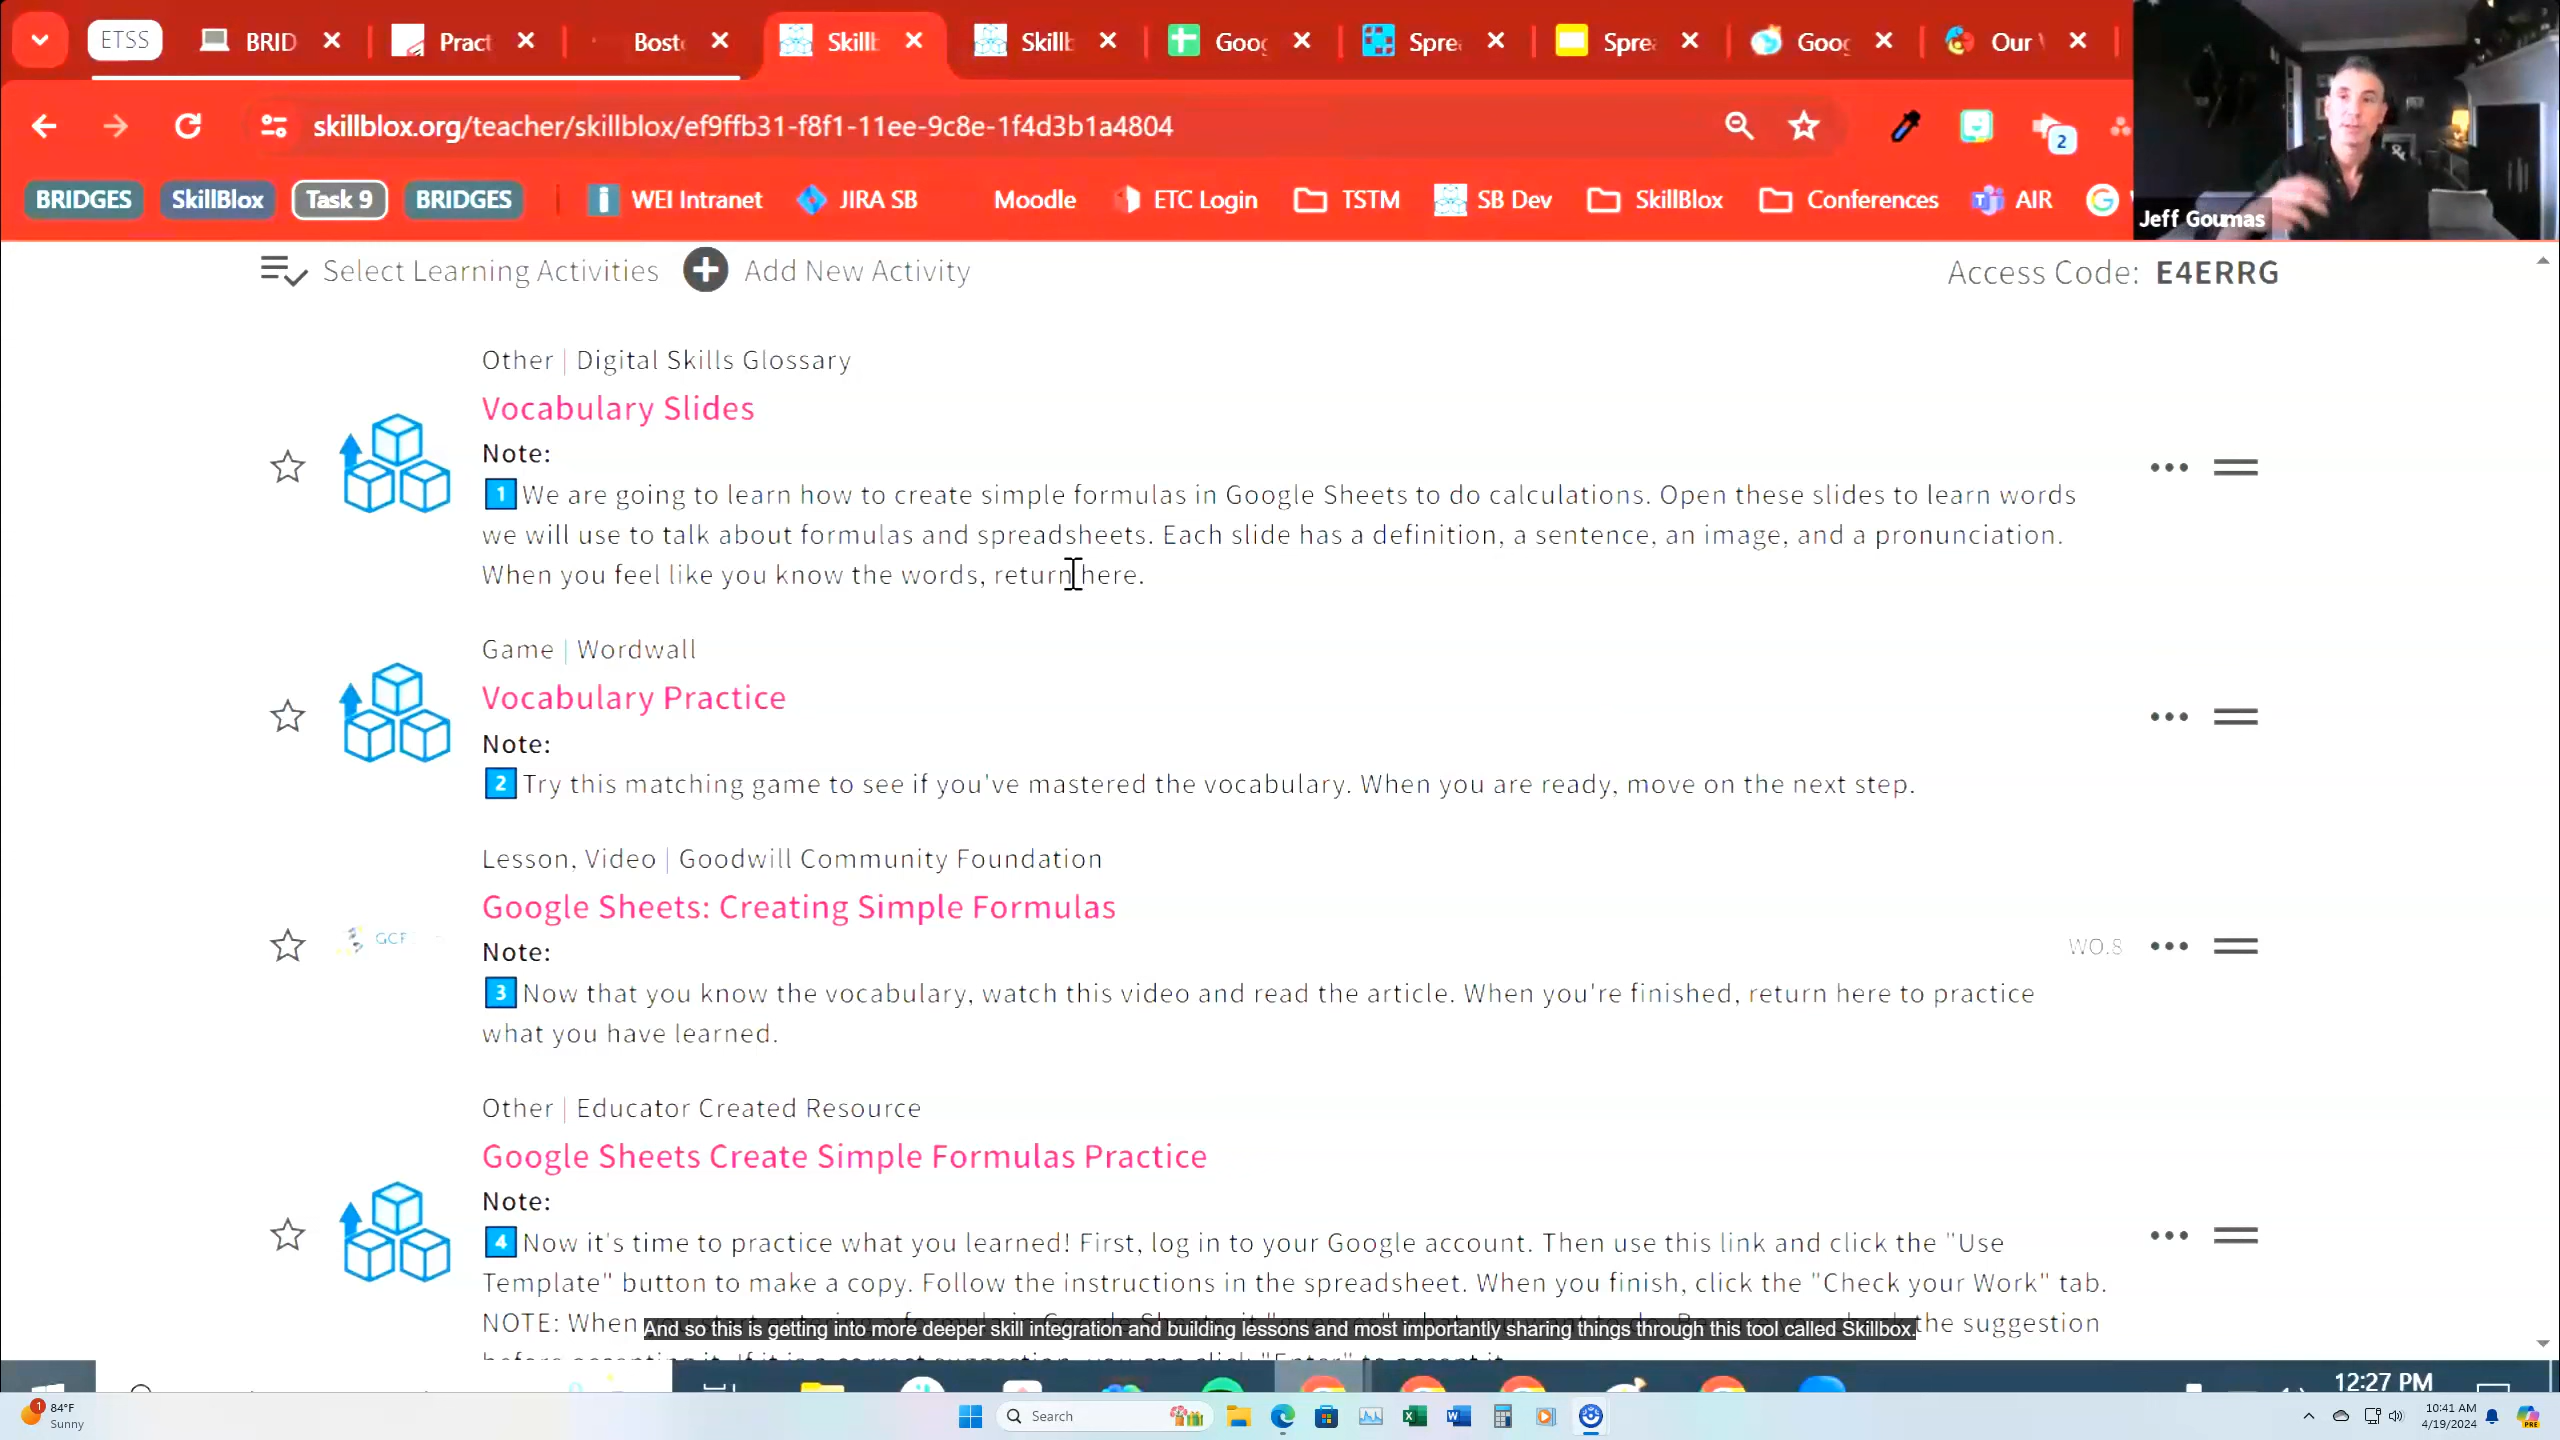 ETSS BRID Pract Bost Skillb Skillb Goog Spre Spre Goog Our
skillblox.org/teacher/skillblox/ef9ffb31-f8f1-11ee-9c8e-1f4d3b1a4804
2
BRIDGES SkillBlox Task 9 BRIDGES WEI Intranet JIRA SB Moodle ETC Login TSTM SB Dev SkillBlox Conferences AIR
Jeff Goumas
Select Learning Activities Add New Activity Access Code: E4ERRG
Other | Digital Skills Glossary
Vocabulary Slides
Note:
1 We are going to learn how to create simple formulas in Google Sheets to do calculations. Open these slides to learn words
we will use to talk about formulas and spreadsheets. Each slide has a definition, a sentence, an image, and a pronunciation.
When you feel like you know the words, return here.
Game | Wordwall
Vocabulary Practice
Note:
2 Try this matching game to see if you've mastered the vocabulary. When you are ready, move on the next step.
Lesson, Video | Goodwill Community Foundation
Google Sheets: Creating Simple Formulas
GCF
Note:
WO.8
3 Now that you know the vocabulary, watch this video and read the article. When you're finished, return here to practice
what you have learned.
Other | Educator Created Resource
Google Sheets Create Simple Formulas Practice
Note:
4 Now it's time to practice what you learned! First, log in to your Google account. Then use this link and click the "Use
Template" button to make a copy. Follow the instructions in the spreadsheet. When you finish, click the "Check your Work" tab.
NOTE: When the suggestion
And so this is getting into more deeper skill integration and building lessons and most importantly sharing things through this tool called Skillbox.
12:27 PM
1 84°F
Sunny
Search
10:41 AM
4/19/2024
PRE